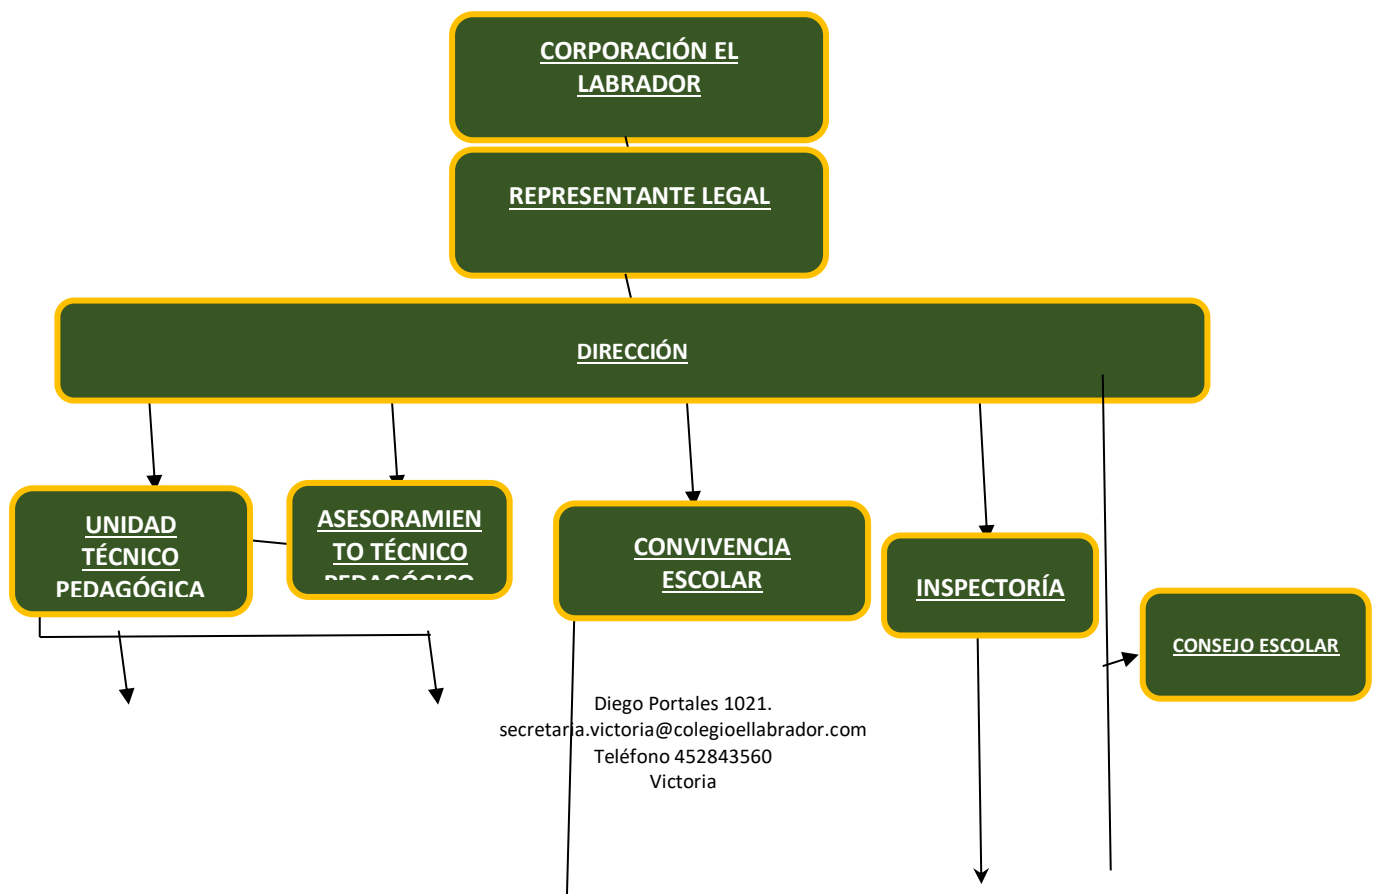 CORPORACIÓN EL
LABRADOR
REPRESENTANTE LEGAL
DIRECCIÓN
UNIDAD
TÉCNICO
PEDAGÓGICA
ASESORAMIEN
TO TÉCNICO
PEDAGÓGICO
CONVIVENCIA
ESCOLAR
INSPECTORÍA
CONSEJO ESCOLAR
Diego Portales 1021.
secretaria.victoria@colegioellabrador.com
Teléfono 452843560
Victoria